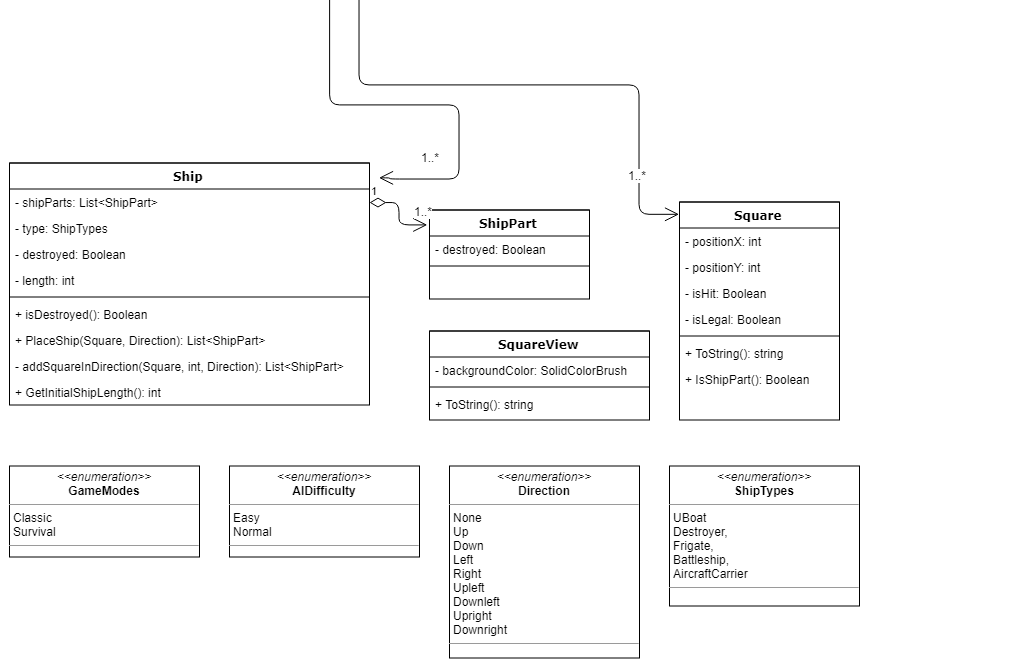 1..*
1..*
Ship
- shipParts: List<ShipPart>
- type: ShipTypes
- destroyed: Boolean
- length: int
+ isDestroyed(): Boolean
+ PlaceShip(Square, Direction): List<ShipPart>
- addSquareInDirection(Square, int, Direction): List<ShipPart>
+ GetInitialShipLength(): int
1
1..*
ShipPart
- destroyed: Boolean
Square
- positionX: int
- positionY: int
- isHit: Boolean
- isLegal: Boolean
+ ToString(): string
+ IsShipPart(): Boolean
SquareView
- backgroundColor: SolidColorBrush
+ ToString(): string
<<enumeration>>
GameModes
Classic
Survival
<<enumeration>>
AIDifficulty
Easy
Normal
<<enumeration>>
Direction
None
Up
Down
Left
Right
Upleft
Downleft
Upright
Downright
<<enumeration>>
ShipTypes
UBoat
Destroyer,
Frigate,
Battleship,
AircraftCarrier